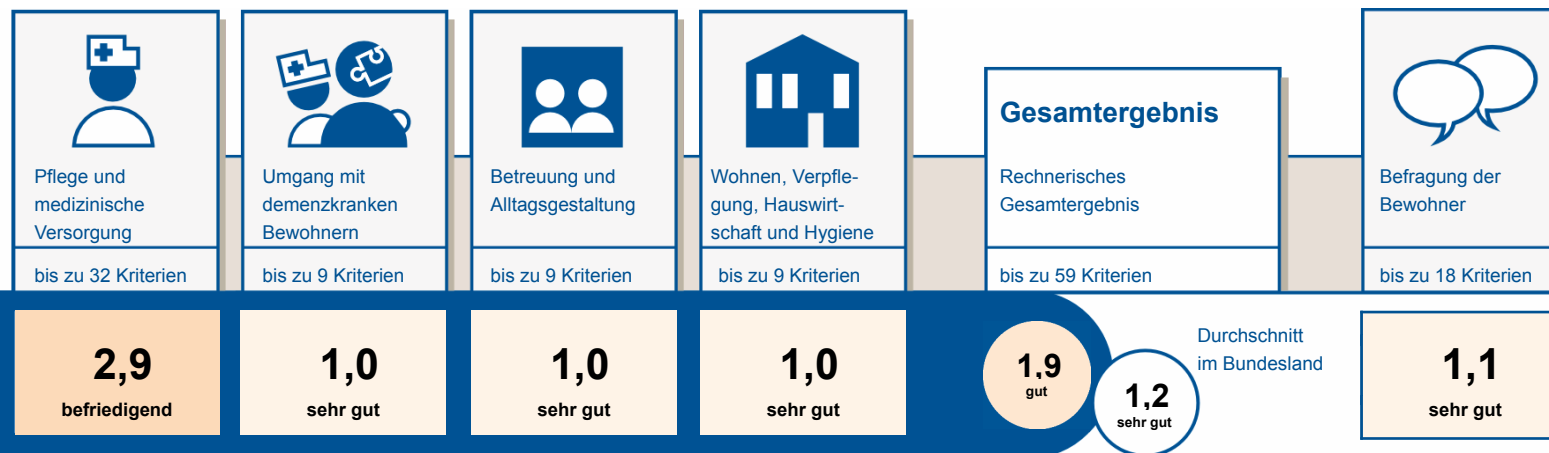 Pflege und
medizinische
Versorgung
bis zu 32 Kriterien
2,9
befriedigend
Umgang mit
demenzkranken
Bewohnern
bis zu 9 Kriterien
1,0
sehr gut
Betreuung und
Alltagsgestaltung
bis zu 9 Kriterien
1,0
sehr gut
Wohnen, Verpfle-
gung, Hauswirt-
schaft und Hygiene
bis zu 9 Kriterien
1,0
sehr gut
Gesamtergebnis
Rechnerisches
Gesamtergebnis
bis zu 59 Kriterien
1,9
gut
1,2
sehr gut
Durchschnitt
im Bundesland
Befragung der
Bewohner
bis zu 18 Kriterien
1,1
sehr gut